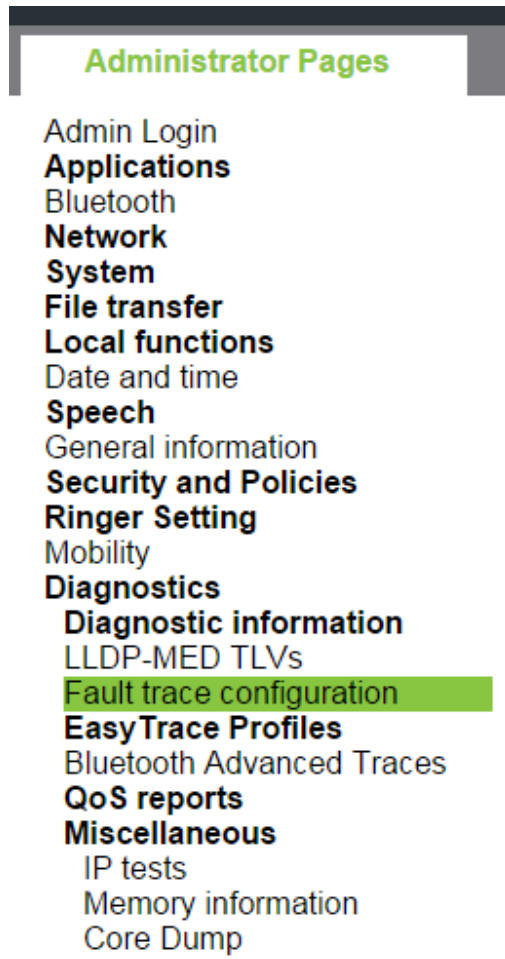 Administrator Pages
Admin Login
Applications
Bluetooth
Network
System
File transfer
Local functions
Date and time
Speech
General information
Security and Policies
Ringer Setting
Mobility
Diagnostics
Diagnostic information
LLDP-MED TLVs
Fault trace configuration
EasyTrace Profiles
Bluetooth Advanced Traces
QoS reports
Miscellaneous
IP tests
Memory information
Core Dump